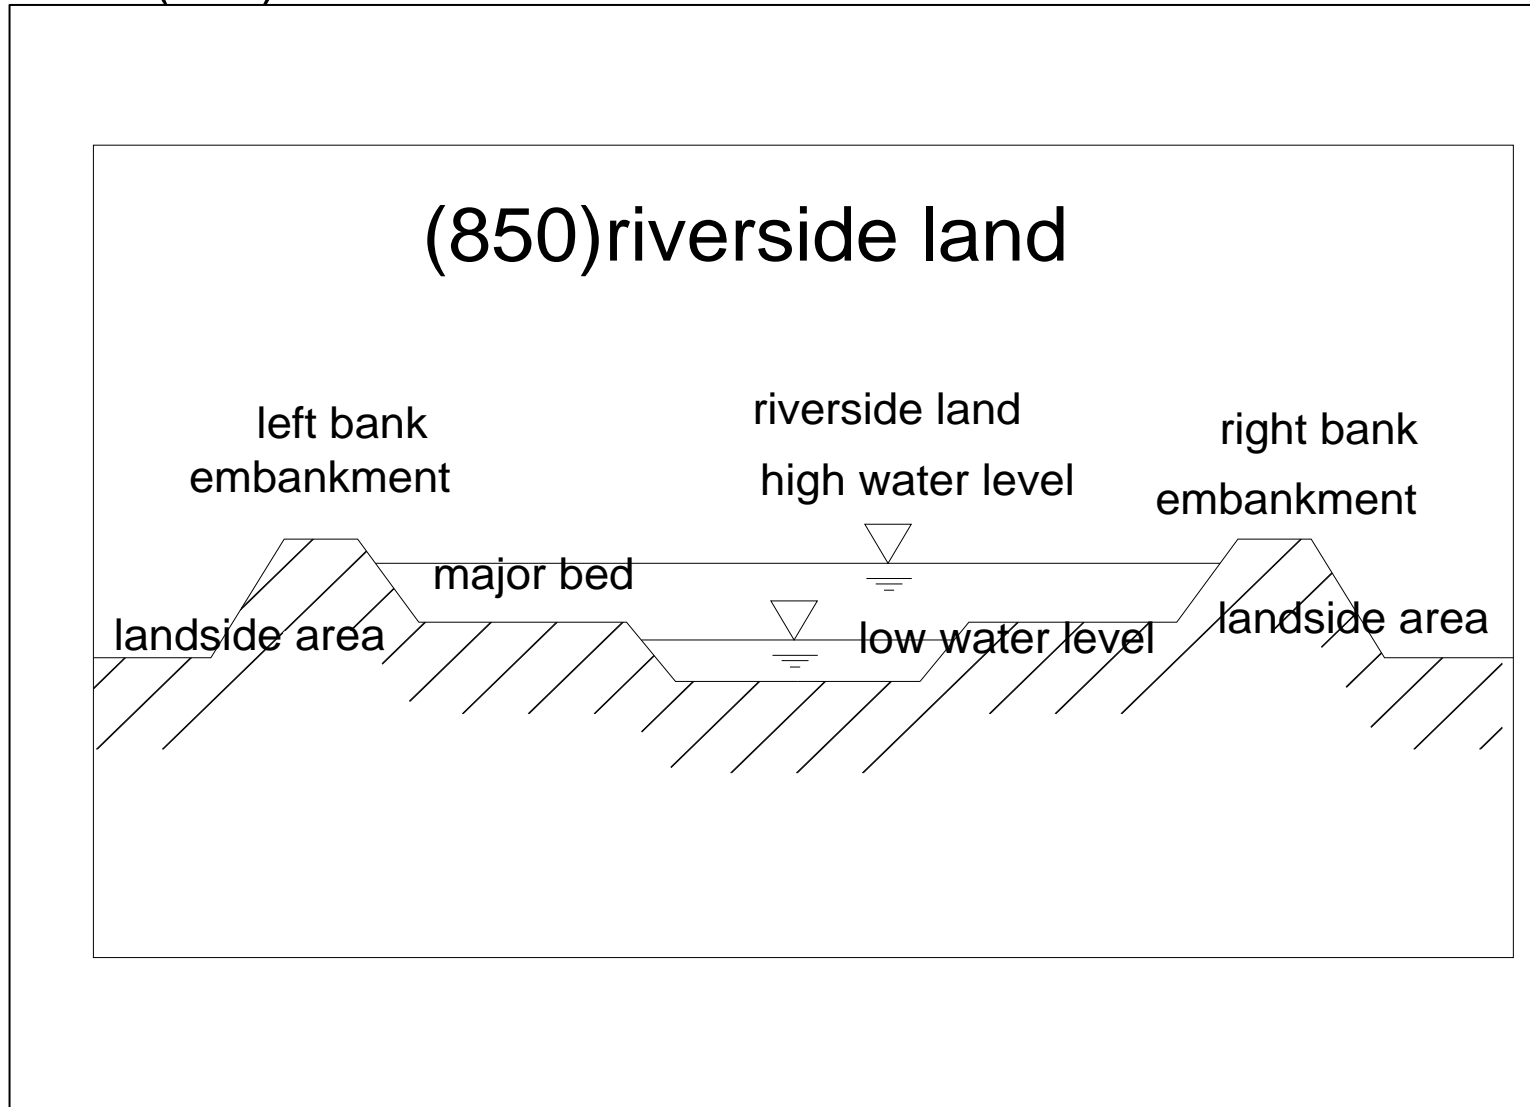 (850)riverside land
left bank
embankment
riverside land
high water level
right bank
embankment
major bed
landside area
low water level
landside area